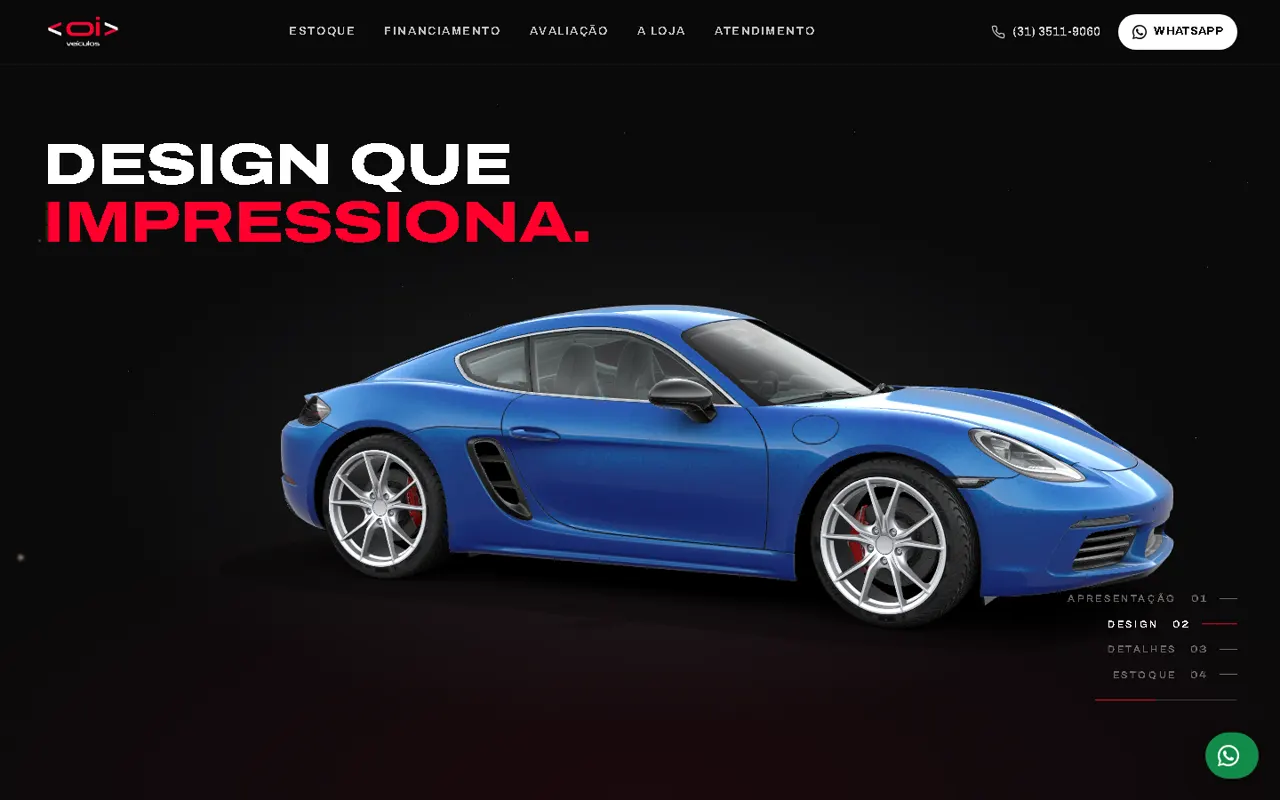 <oi>
veículos
ESTOQUE
FINANCIAMENTO
AVALIAÇÃO
A LOJA
ATENDIMENTO
(31) 3511-9060
WHATSAPP
DESIGN QUE
IMPRESSIONA.
APRESENTAÇÃO 01
DESIGN 02
DETALHES 03
ESTOQUE 04